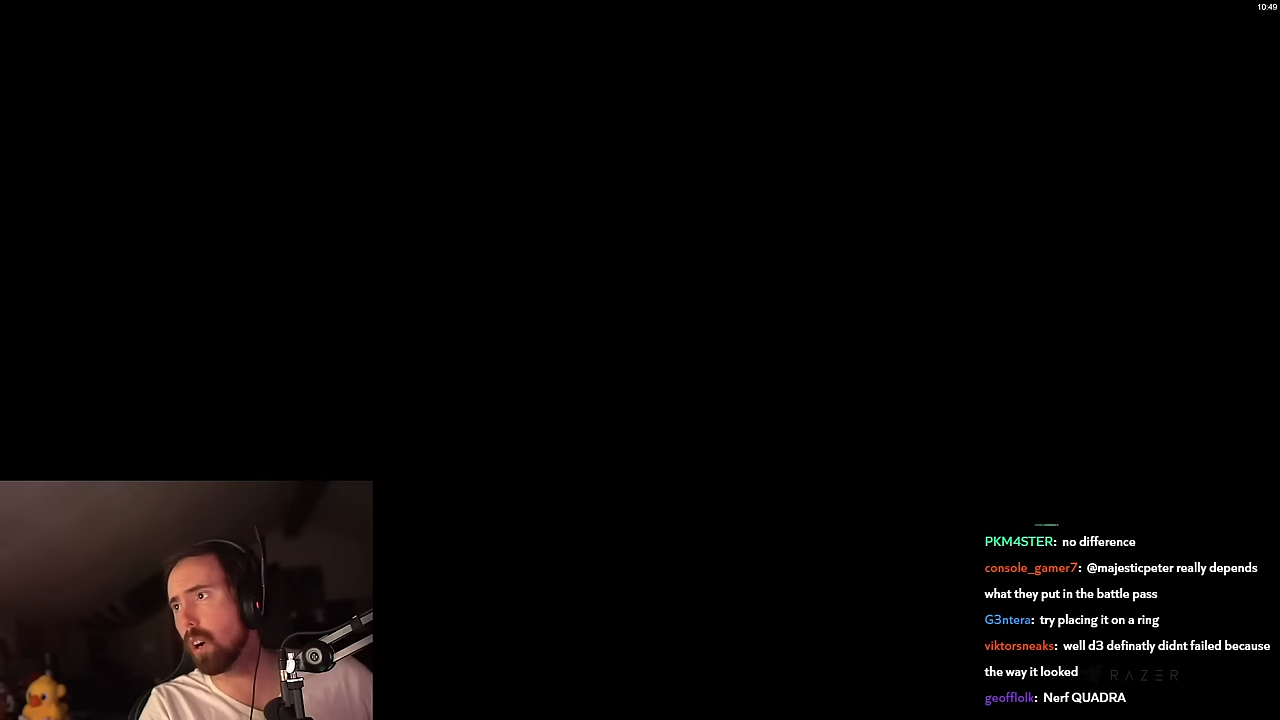 10:49
PKM4STER: no difference
console_gamer7: @majesticpeter really depends
what they put in the battle pass
G3ntera: try placing it on a ring
viktorsneaks: well d3 definatly didnt failed because
the way it looked
RAZER
geofflolk: Nerf QUADRA